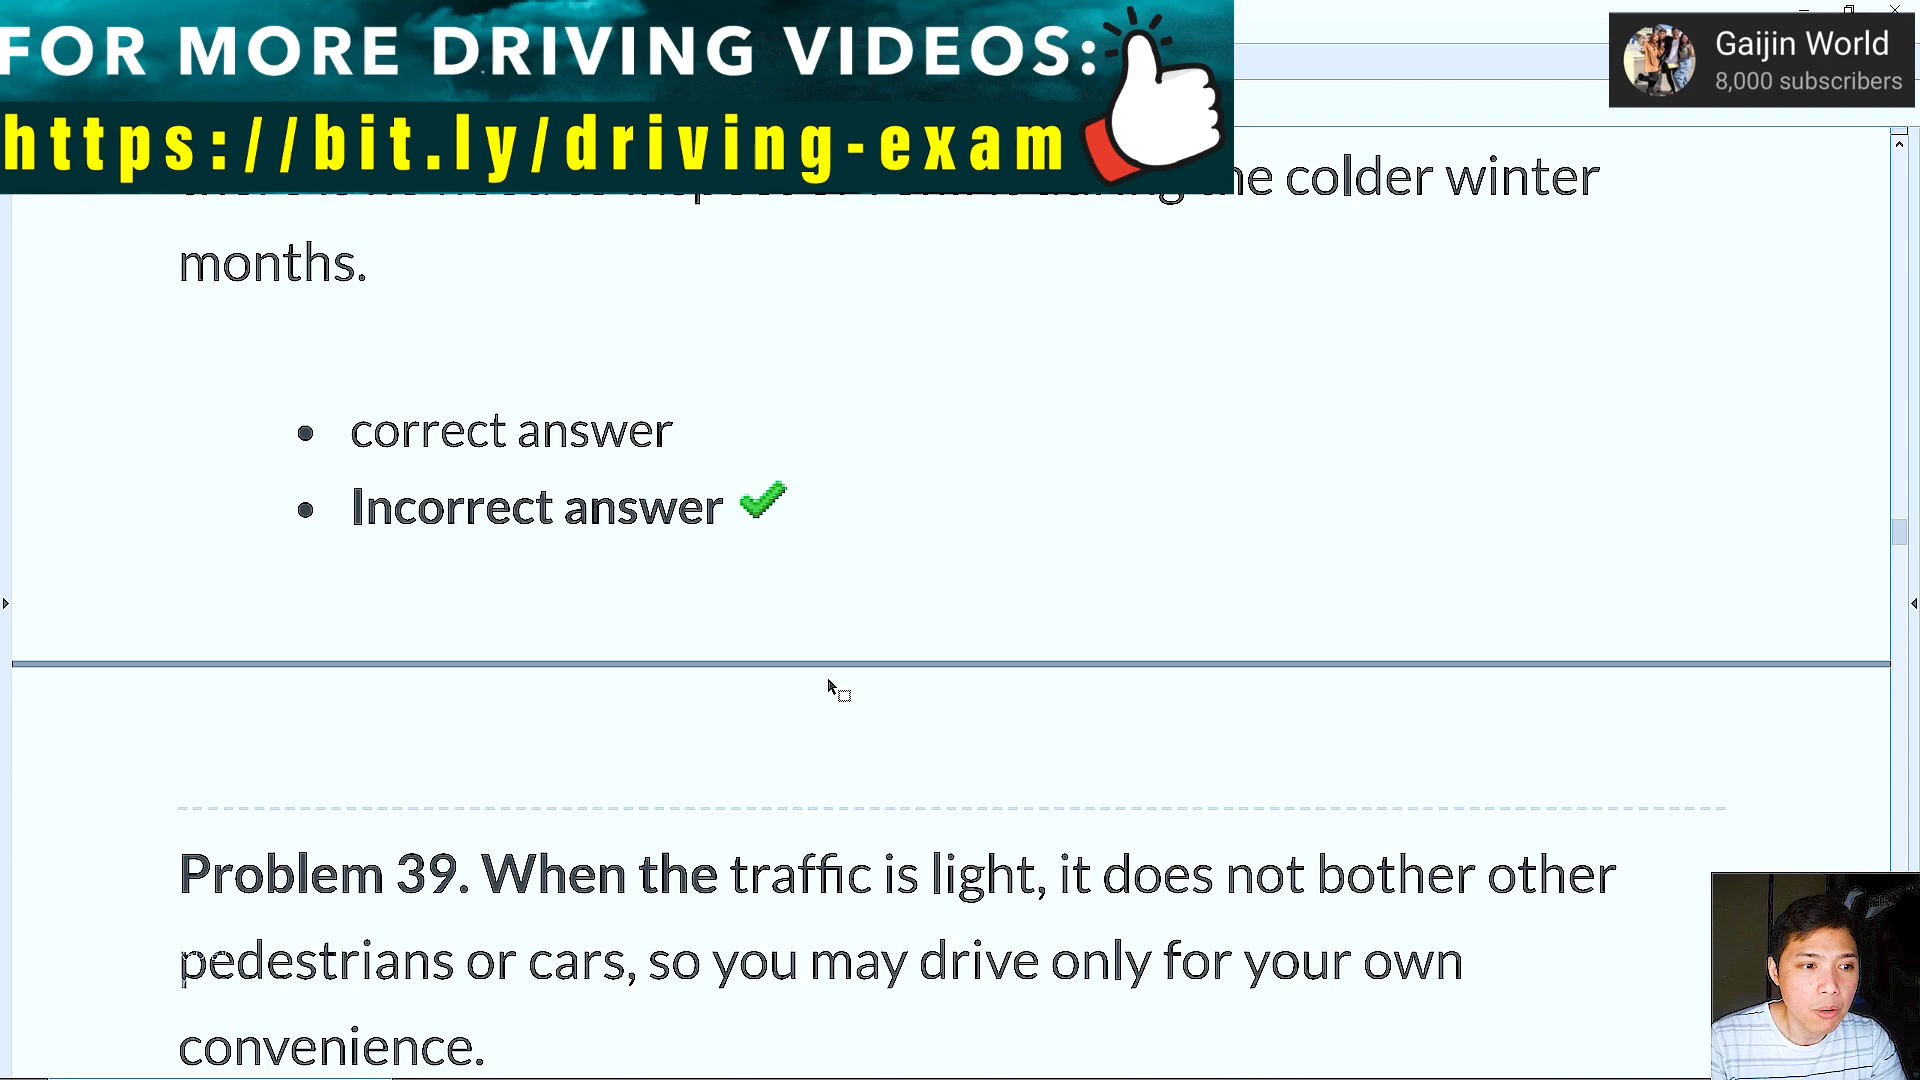 FOR MORE DRIVING VIDEOS:
https://bit.ly/driving-exam
Gaijin World
8,000 subscribers
the colder winter
months.
• correct answer
• Incorrect answer
Problem 39. When the traffic is light, it does not bother other
pedestrians or cars, so you may drive only for your own
convenience.